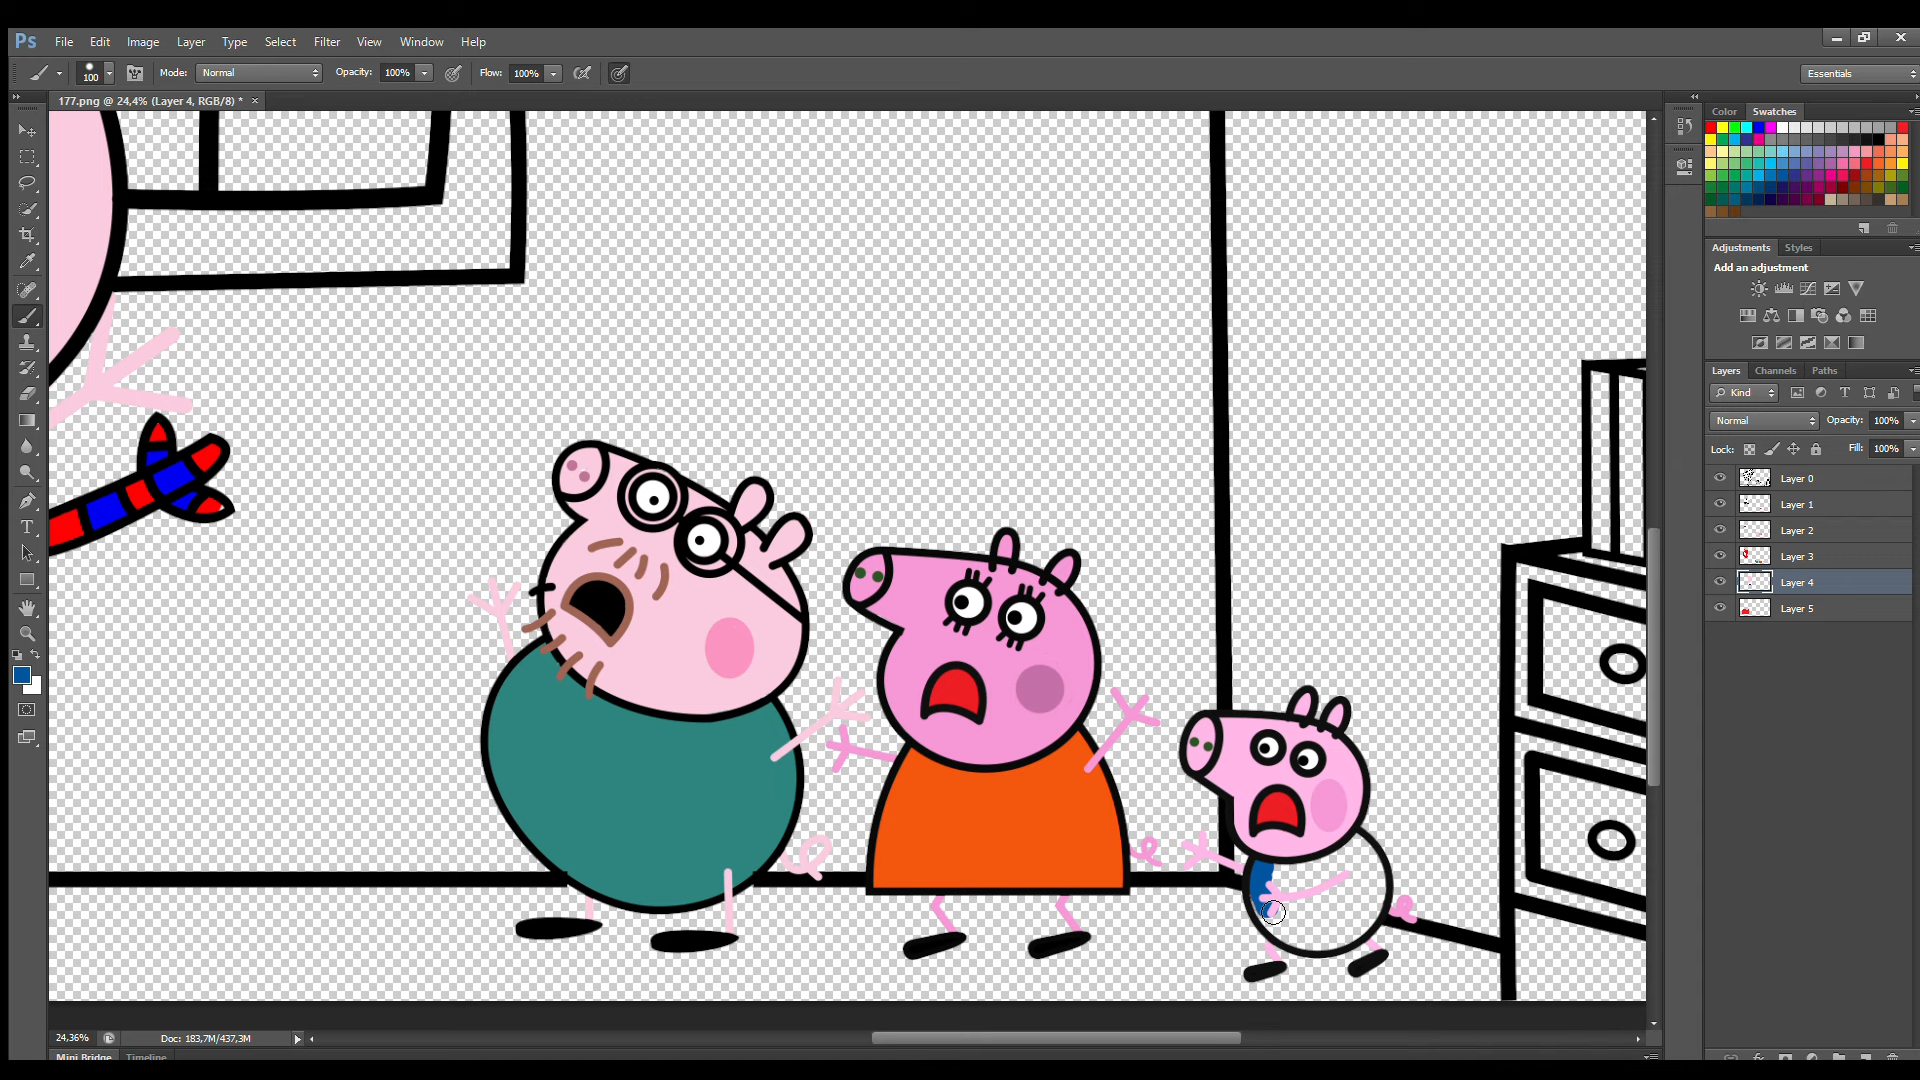 Ps File Edit Image Layer Type Select Filter View Window Help
100 Mode: Normal Opacity: 100% Flow: 100% Essentials
177.png @ 24,4% (Layer 4, RGB/8) * ×
Color Swatches
Adjustments Styles
Add an adjustment
Layers Channels Paths
Kind T
Normal Opacity: 100%
Lock: Fill: 100%
Layer 0
Layer 1
Layer 2
Layer 3
Layer 4
Layer 5
T
24,36% Doc: 183,7M/437,3M
Mini Bridge Timeline
fx